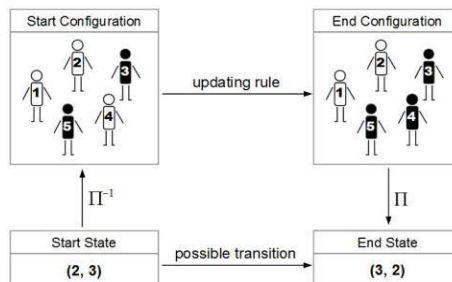 Start Configuration
End Configuration
2
3
1
4
5
updating rule
2
3
1
4
5
Π⁻¹
Π
Start State
possible transition
End State
(2, 3)
(3, 2)